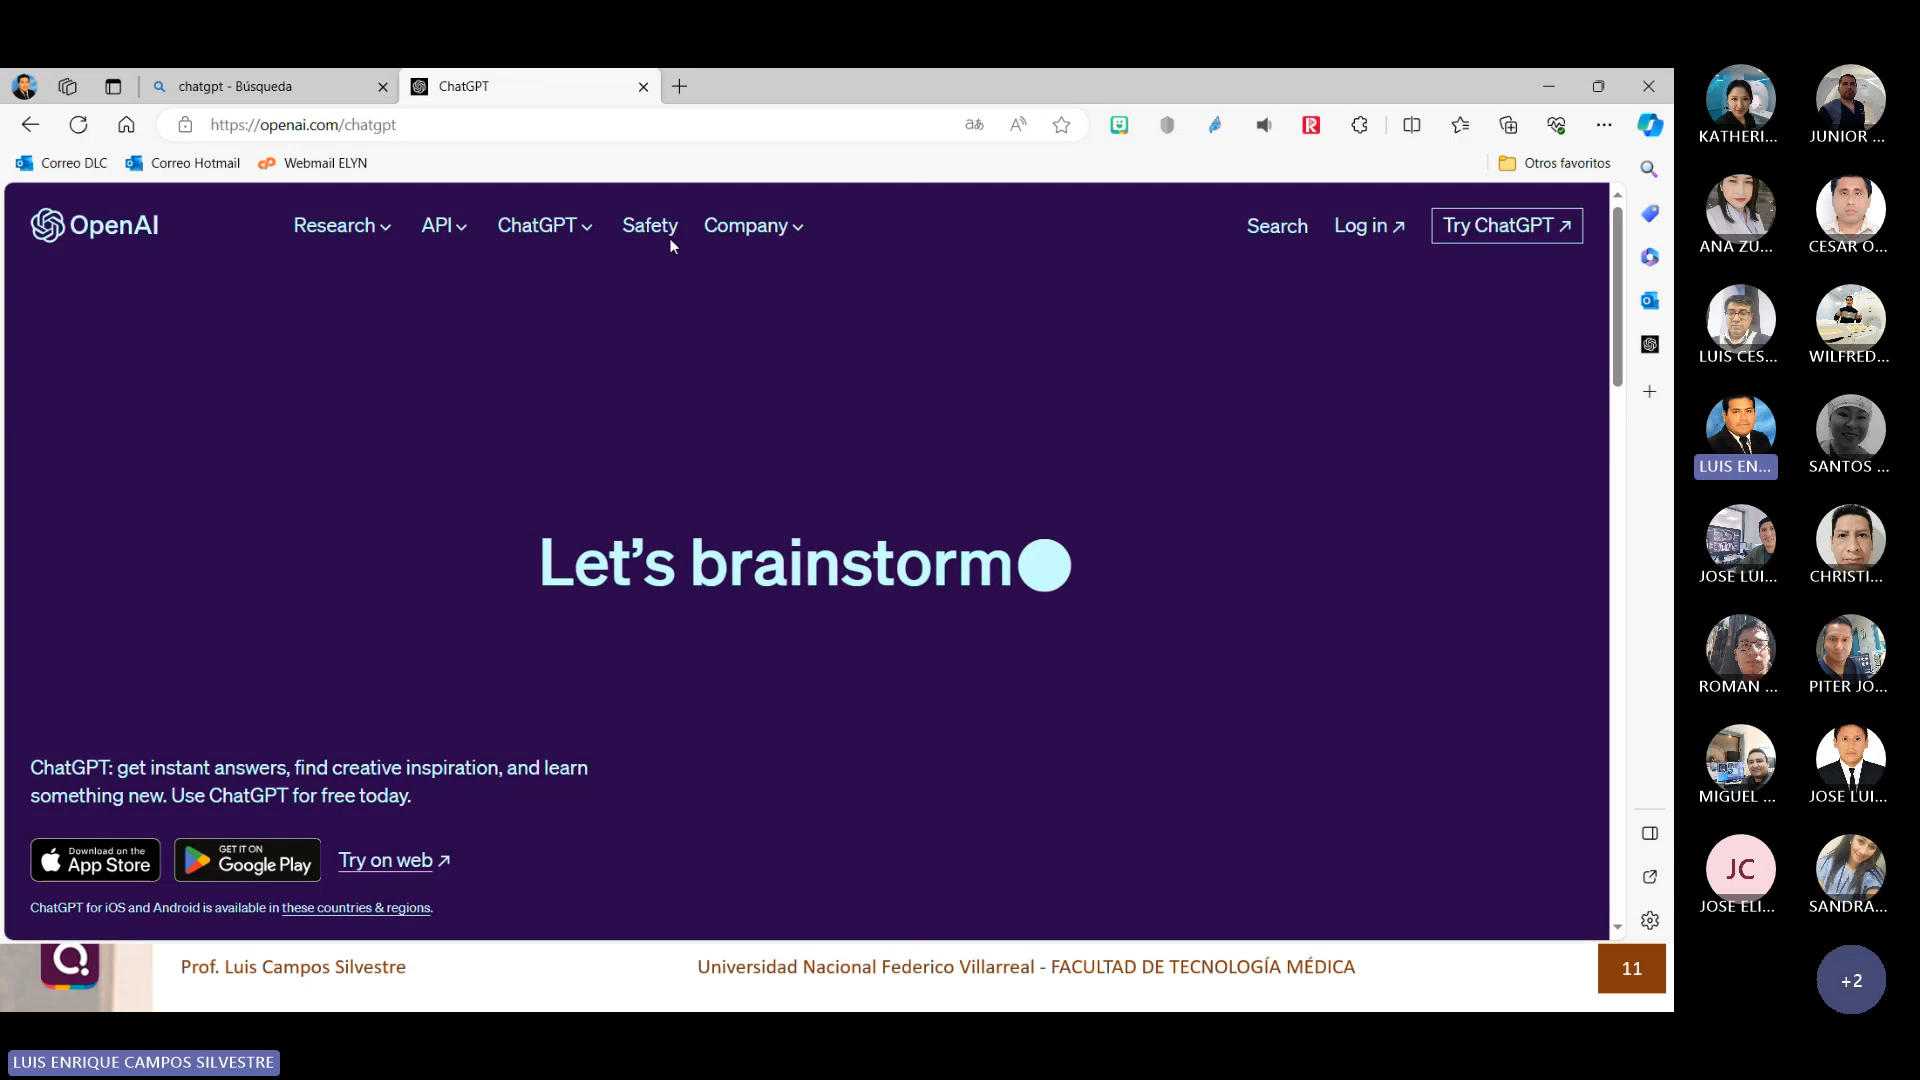 chatgpt - Búsqueda
ChatGPT
https://openai.com/chatgpt
Correo DLC
Correo Hotmail
Webmail ELYN
Otros favoritos
OpenAI
Research
API
ChatGPT
Safety
Company
Search
Log in ↗
Try ChatGPT ↗
Let's brainstorm
ChatGPT: get instant answers, find creative inspiration, and learn
something new. Use ChatGPT for free today.
Download on the
App Store
GET IT ON
Google Play
Try on web ↗
ChatGPT for iOS and Android is available in these countries & regions.
Prof. Luis Campos Silvestre
Universidad Nacional Federico Villarreal - FACULTAD DE TECNOLOGÍA MÉDICA
11
KATHERI...
JUNIOR ...
ANA ZU...
CESAR O...
LUIS CES...
WILFRED...
LUIS EN...
SANTOS ...
JOSE LUI...
CHRISTI...
ROMAN ...
PITER JO...
MIGUEL ...
JOSE LUI...
JC
JOSE ELI...
SANDRA...
+2
LUIS ENRIQUE CAMPOS SILVESTRE